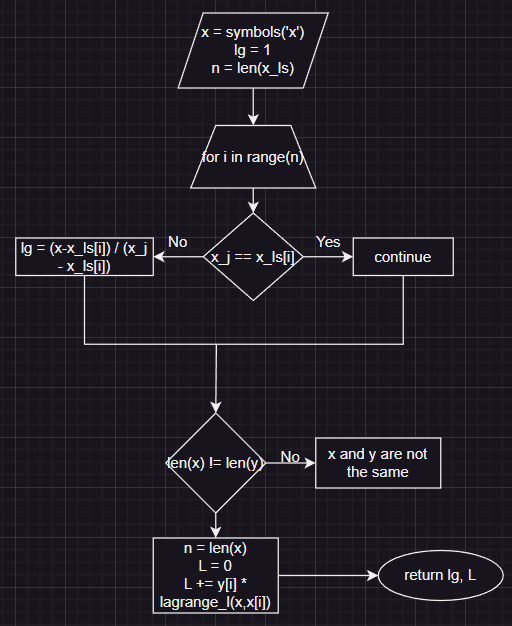 x = symbols('x')
lg = 1
n = len(x_ls)
for i in range(n)
No
Yes
lg = (x-x_ls[i]) / (x_j
- x_ls[i])
x_j == x_ls[i]
continue
len(x) != len(y)
No
x and y are not
the same
n = len(x)
L = 0
L += y[i] *
lagrange_l(x,x[i])
return lg, L